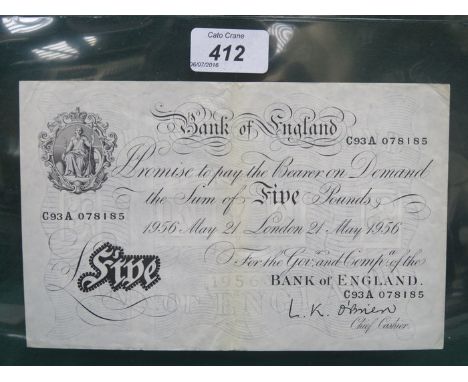 Cato Crane
412
06/07/2016
Bank of England
C93A 078185
I Promise to pay the Bearer on Demand
the Sum of Five Pounds
C93A 078185
1956 May 21 London 21 May 1956
For the Gov.r and Comp.a of the
Five
1956
BANK of ENGLAND.
C93A 078185
L.K. O'Brien
Chief Cashier.